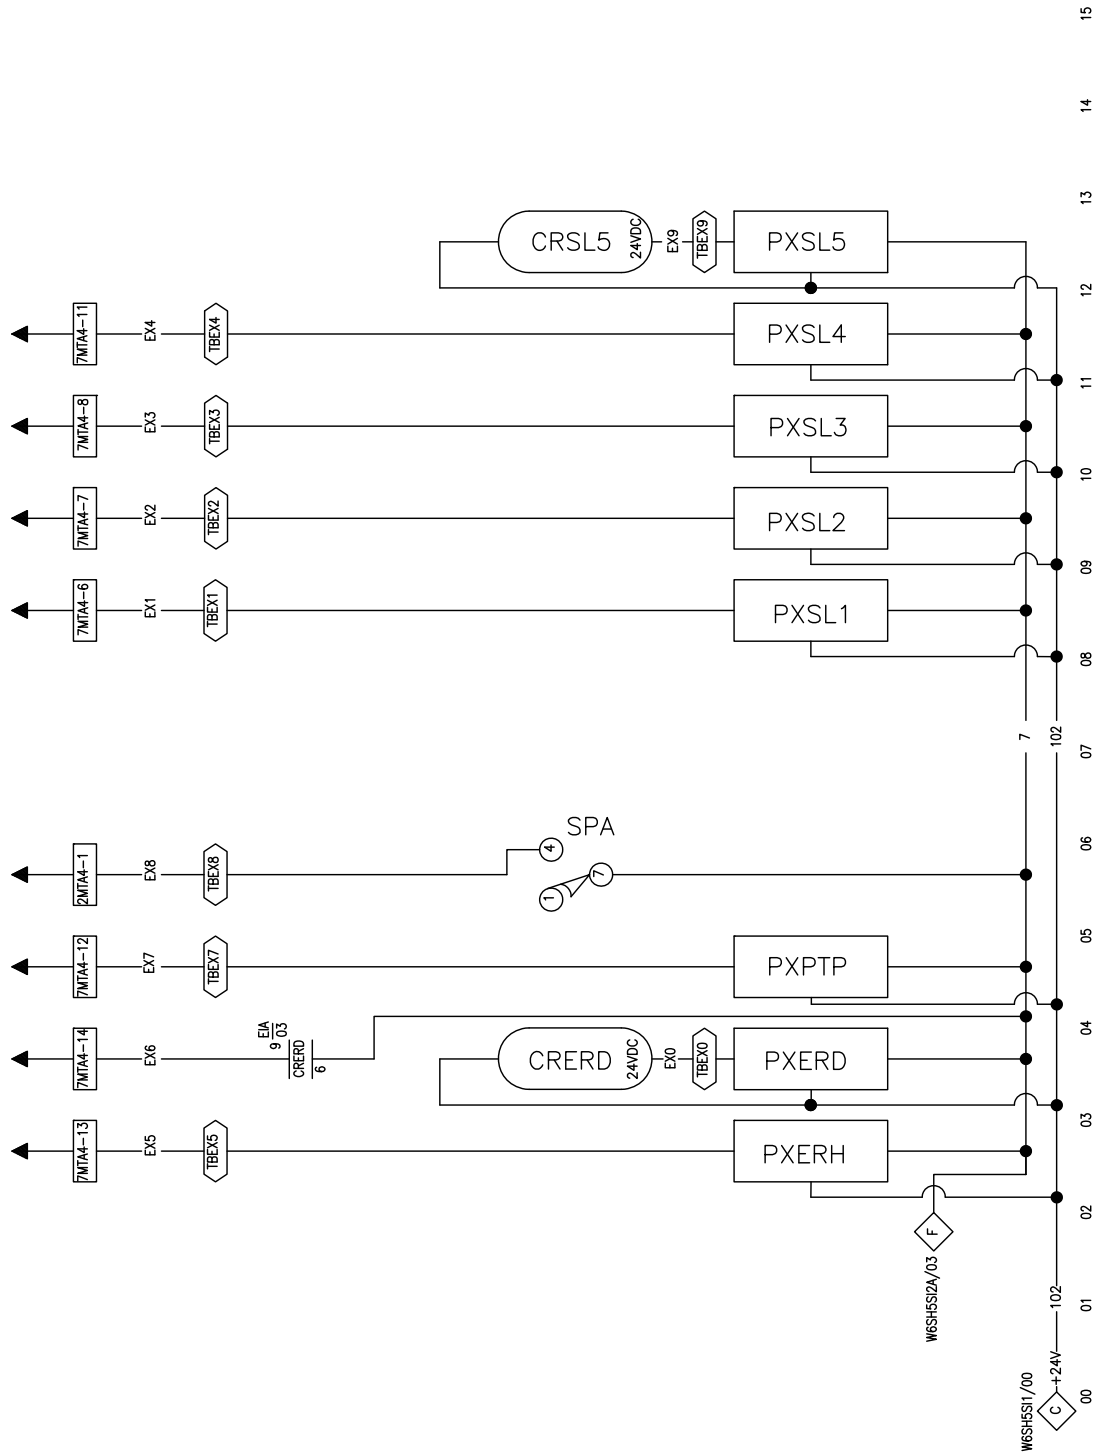 15
14
13
12
11
10
09
08
07
06
05
04
03
02
01
00
CRSL5
24VDC
EX9
TBEX9
PXSL5
7MTA4-11
EX4
TBEX4
PXSL4
7MTA4-8
EX3
TBEX3
PXSL3
7MTA4-7
EX2
TBEX2
PXSL2
7MTA4-6
EX1
TBEX1
PXSL1
7
102
2MTA4-1
EX8
TBEX8
SPA
4
1
7
7MTA4-12
EX7
TBEX7
PXPTP
7MTA4-14
EX6
EIA
03
9
CRERD
6
CRERD
24VDC
EX0
TBEX0
PXERD
7MTA4-13
EX5
TBEX5
PXERH
F
W6SH5SI2A/03
102
+24V
C
W6SH5SI1/00